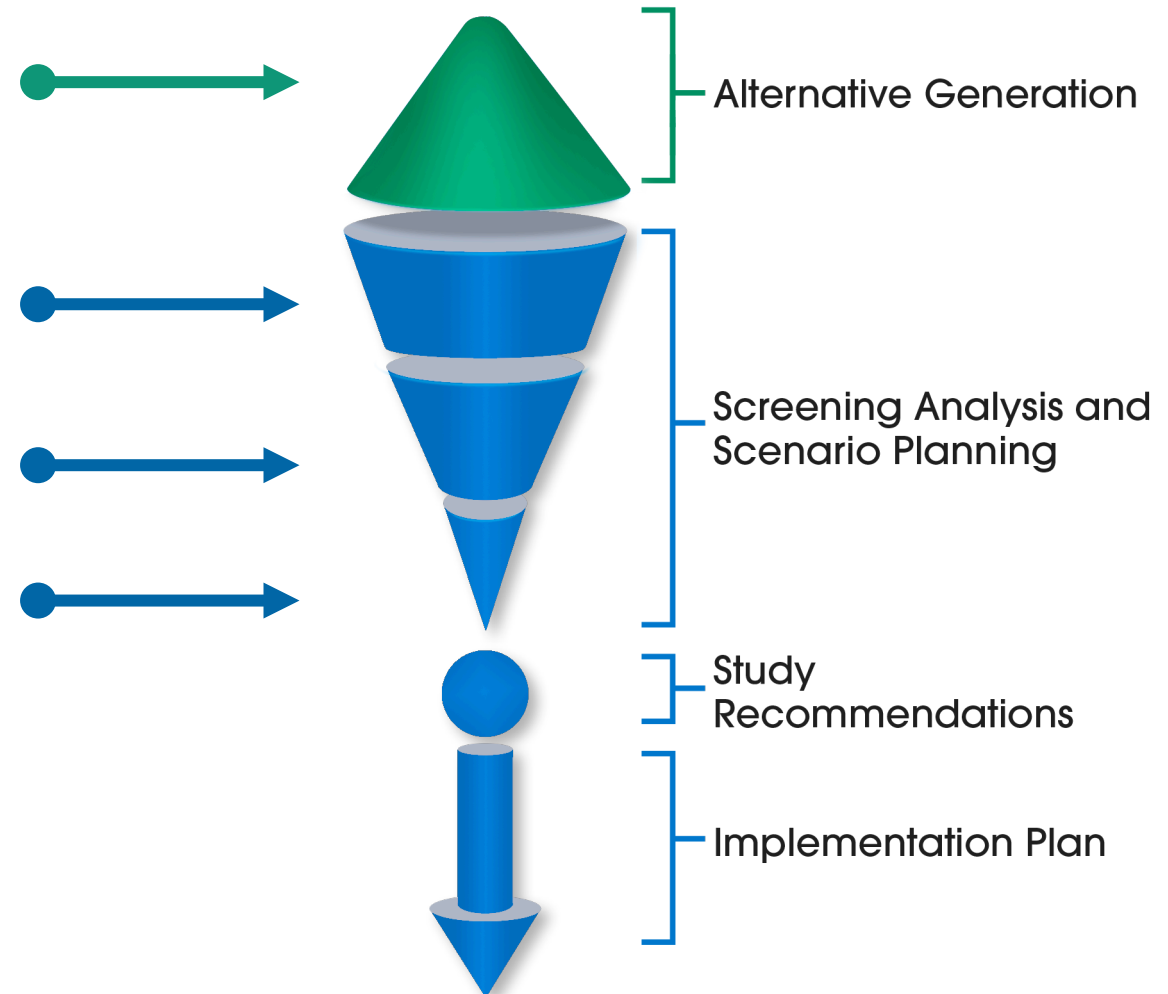 Alternative Generation
Screening Analysis and
Scenario Planning
Study
Recommendations
Implementation Plan